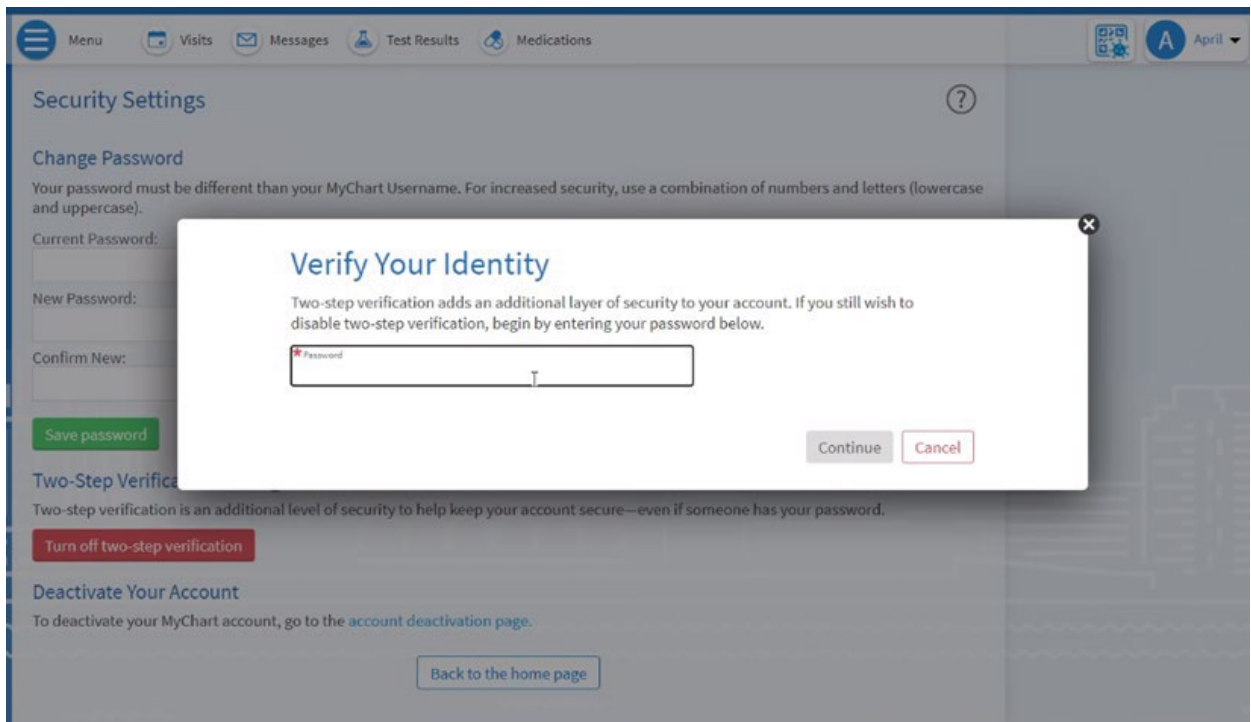 Menu
Visits
Messages
Test Results
Medications
A
April
Security Settings
?
Change Password
Your password must be different than your MyChart Username. For increased security, use a combination of numbers and letters (lowercase
and uppercase).
Current Password:
New Password:
Confirm New:
Save password
Verify Your Identity
Two-step verification adds an additional layer of security to your account. If you still wish to
disable two-step verification, begin by entering your password below.
* Password
Continue
Cancel
Two-Step Verifica
Two-step verification is an additional level of security to help keep your account secure—even if someone has your password.
Turn off two-step verification
Deactivate Your Account
To deactivate your MyChart account, go to the account deactivation page.
Back to the home page